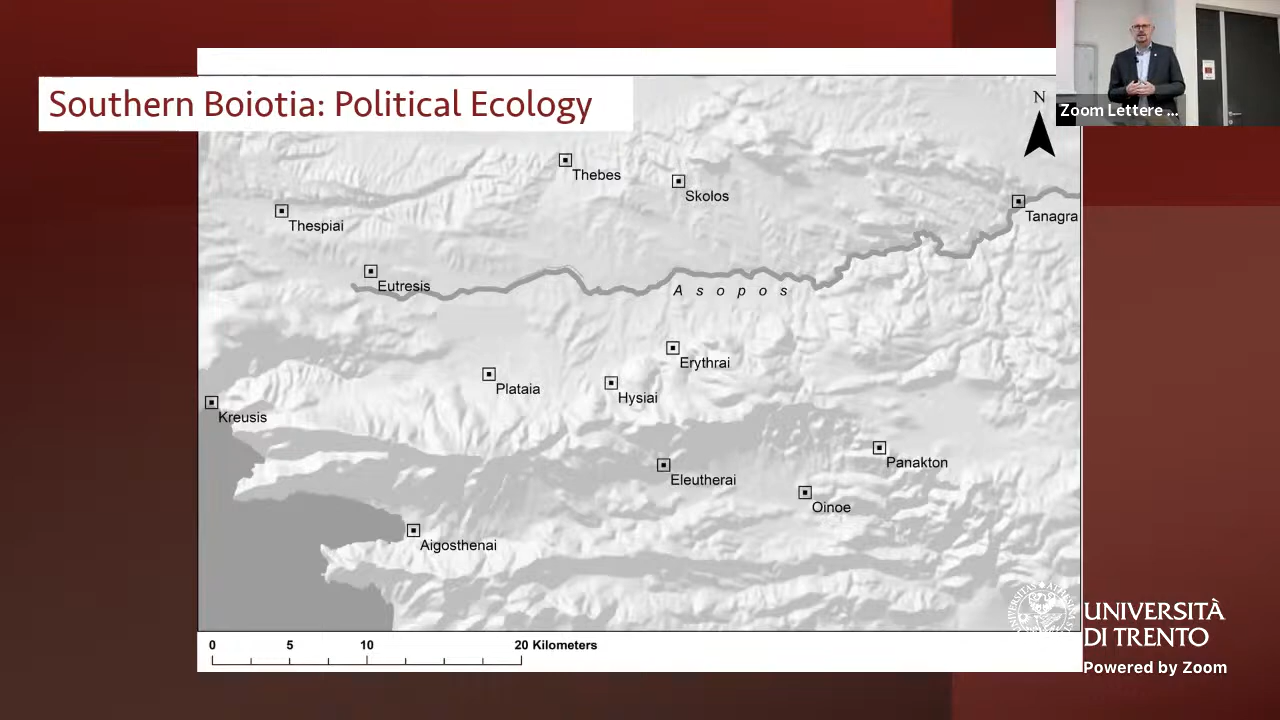 Southern Boiotia: Political Ecology
N
Zoom Lettere ...
Thebes
Skolos
Tanagra
Thespiai
Eutresis
A s o p o s
Erythrai
Plataia
Hysiai
Kreusis
Panakton
Eleutherai
Oinoe
Aigosthenai
UNIVERSITÀ
DI TRENTO
0 5 10 20 Kilometers
Powered by Zoom